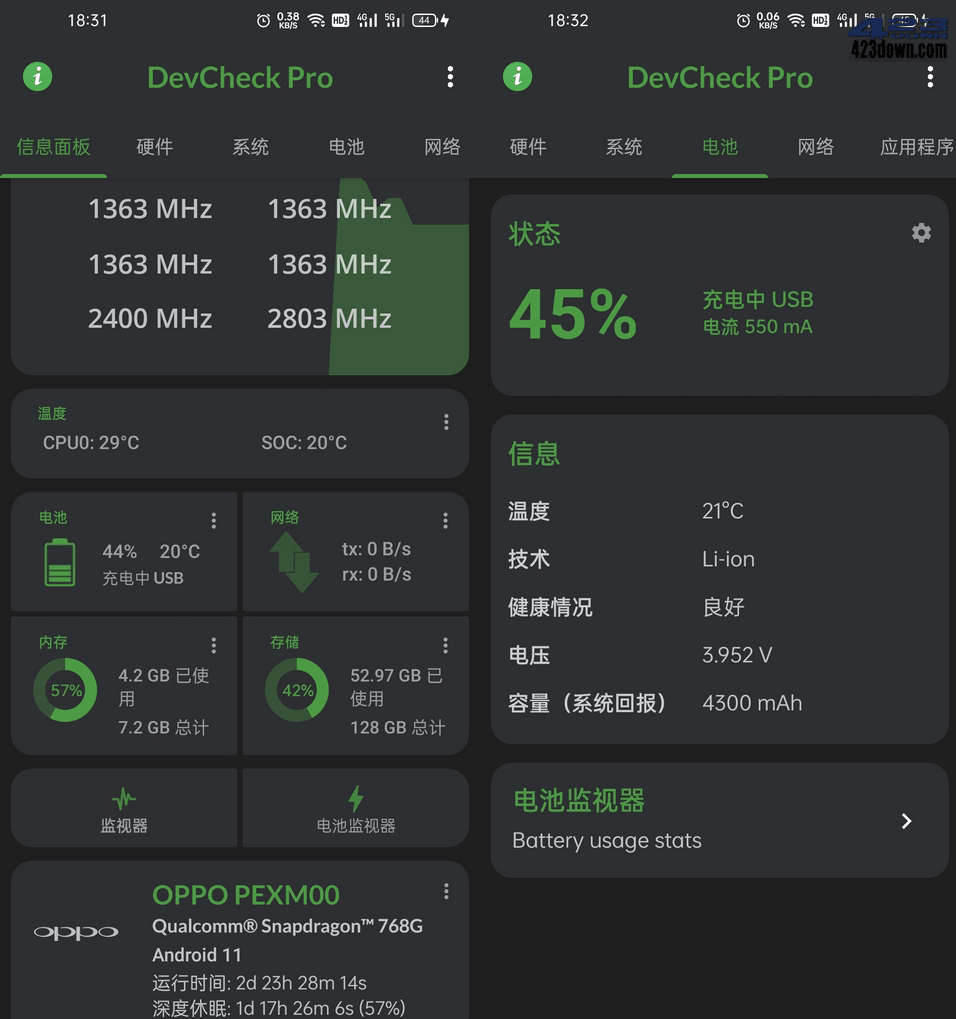 18:31
0.38 KB/S HD 4G 5G 44
DevCheck Pro
信息面板 硬件 系统 电池 网络
1363 MHz 1363 MHz
1363 MHz 1363 MHz
2400 MHz 2803 MHz
温度
CPU0: 29°C SOC: 20°C
电池
44% 20°C
充电中 USB
网络
tx: 0 B/s
rx: 0 B/s
内存
57%
4.2 GB 已使
用
7.2 GB 总计
存储
42%
52.97 GB 已
使用
128 GB 总计
监视器
电池监视器
OPPO PEXM00
oppo
Qualcomm® Snapdragon™ 768G
Android 11
运行时间: 2d 23h 28m 14s
深度休眠: 1d 17h 26m 6s (57%)
18:32
0.06 KB/S HD 4G 5G
423down.com
DevCheck Pro
硬件 系统 电池 网络 应用程序
状态
45%
充电中 USB
电流 550 mA
信息
温度 21°C
技术 Li-ion
健康情况 良好
电压 3.952 V
容量（系统回报） 4300 mAh
电池监视器
Battery usage stats